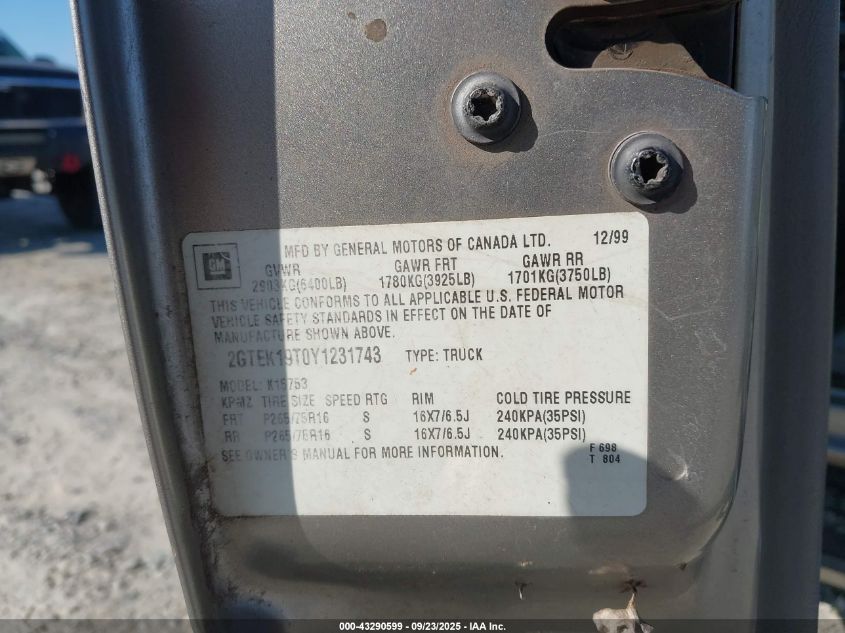 GM
MFD BY GENERAL MOTORS OF CANADA LTD. 12/99
GVWR GAWR FRT GAWR RR
2903KG(6400LB) 1780KG(3925LB) 1701KG(3750LB)
THIS VEHICLE CONFORMS TO ALL APPLICABLE U.S. FEDERAL MOTOR
VEHICLE SAFETY STANDARDS IN EFFECT ON THE DATE OF
MANUFACTURE SHOWN ABOVE.
2GTEK19T0Y1231743 TYPE: TRUCK
MODEL: K15753
TIRE SIZE SPEED RTG RIM COLD TIRE PRESSURE
FRT P265/75R16 S 16X7/6.5J 240KPA(35PSI)
RR P265/75R16 S 16X7/6.5J 240KPA(35PSI)
SEE OWNER'S MANUAL FOR MORE INFORMATION.
F 698
T 804
000-43290599 - 09/23/2025 - IAA Inc.